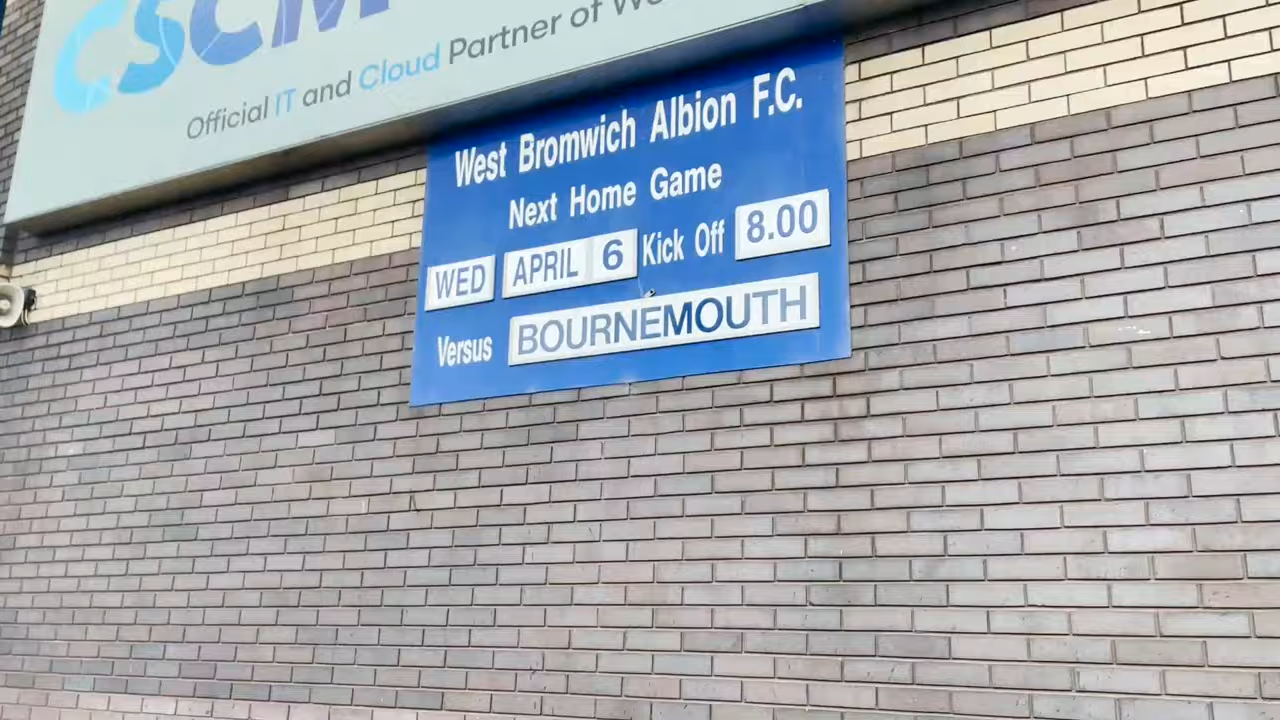 CSCM
Official IT and Cloud Partner of
West Bromwich Albion F.C.
Next Home Game
WED APRIL 6 Kick Off 8.00
Versus BOURNEMOUTH